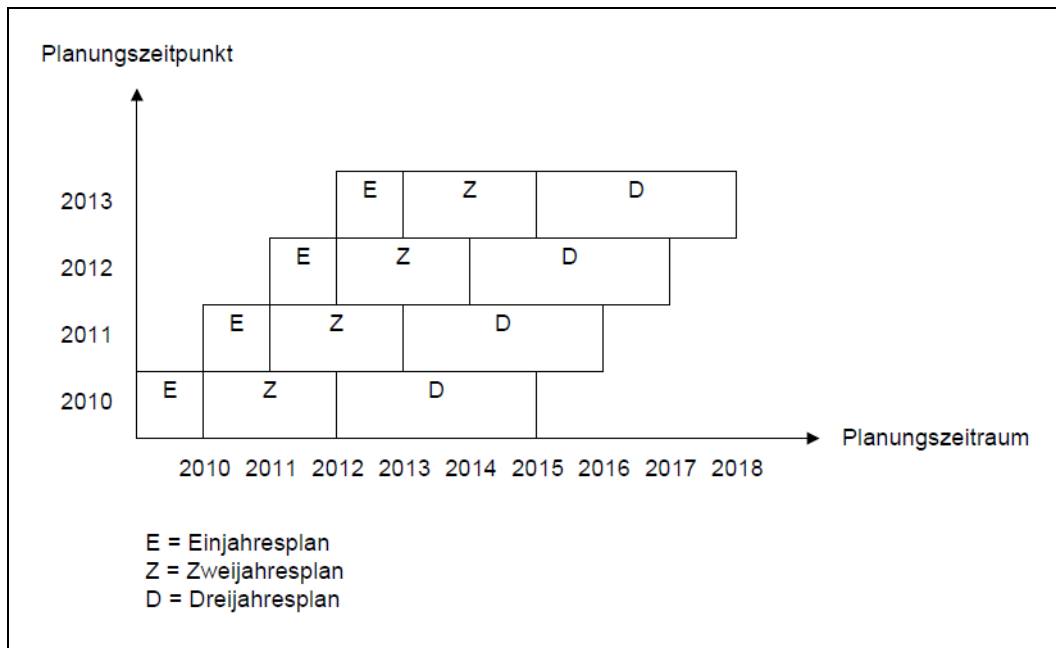 Planungszeitpunkt
2013 E Z D
2012 E Z D
2011 E Z D
2010 E Z D
Planungszeitraum
2010 2011 2012 2013 2014 2015 2016 2017 2018
E = Einjahresplan
Z = Zweijahresplan
D = Dreijahresplan